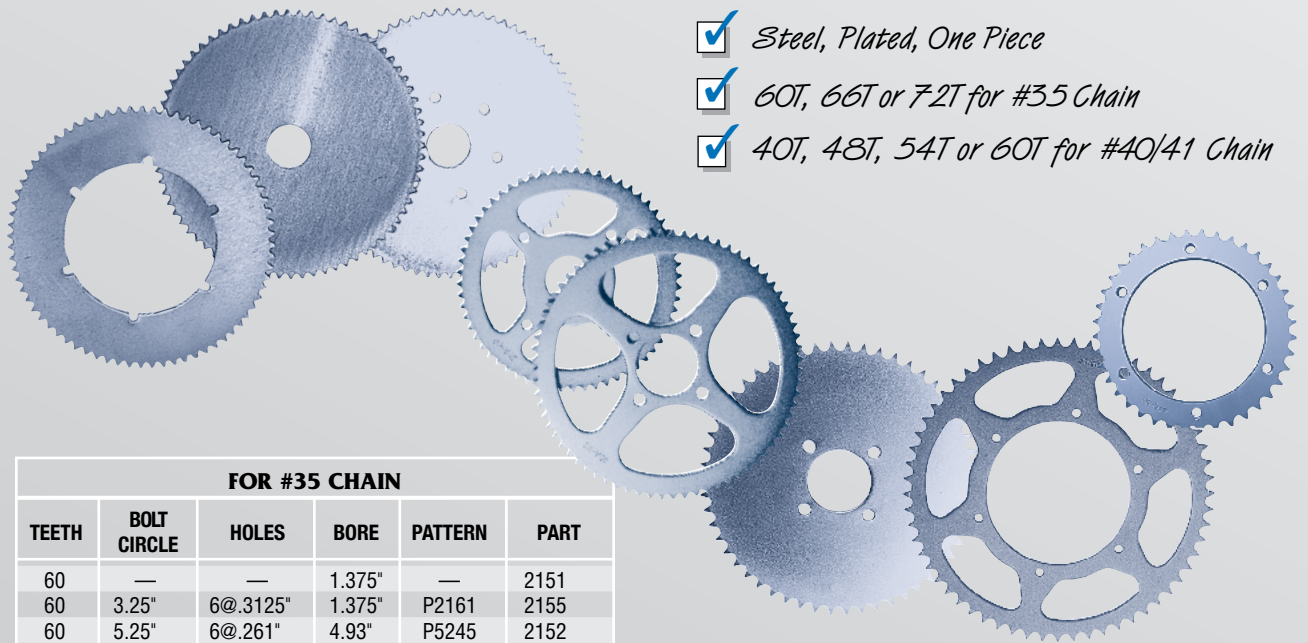 Steel, Plated, One Piece
60T, 66T or 72T for #35 Chain
40T, 48T, 54T or 60T for #40/41 Chain
FOR #35 CHAIN
TEETH BOLT CIRCLE HOLES BORE PATTERN PART
60 — — 1.375" — 2151
60 3.25" 6@.3125" 1.375" P2161 2155
60 5.25" 6@.261" 4.93" P5245 2152